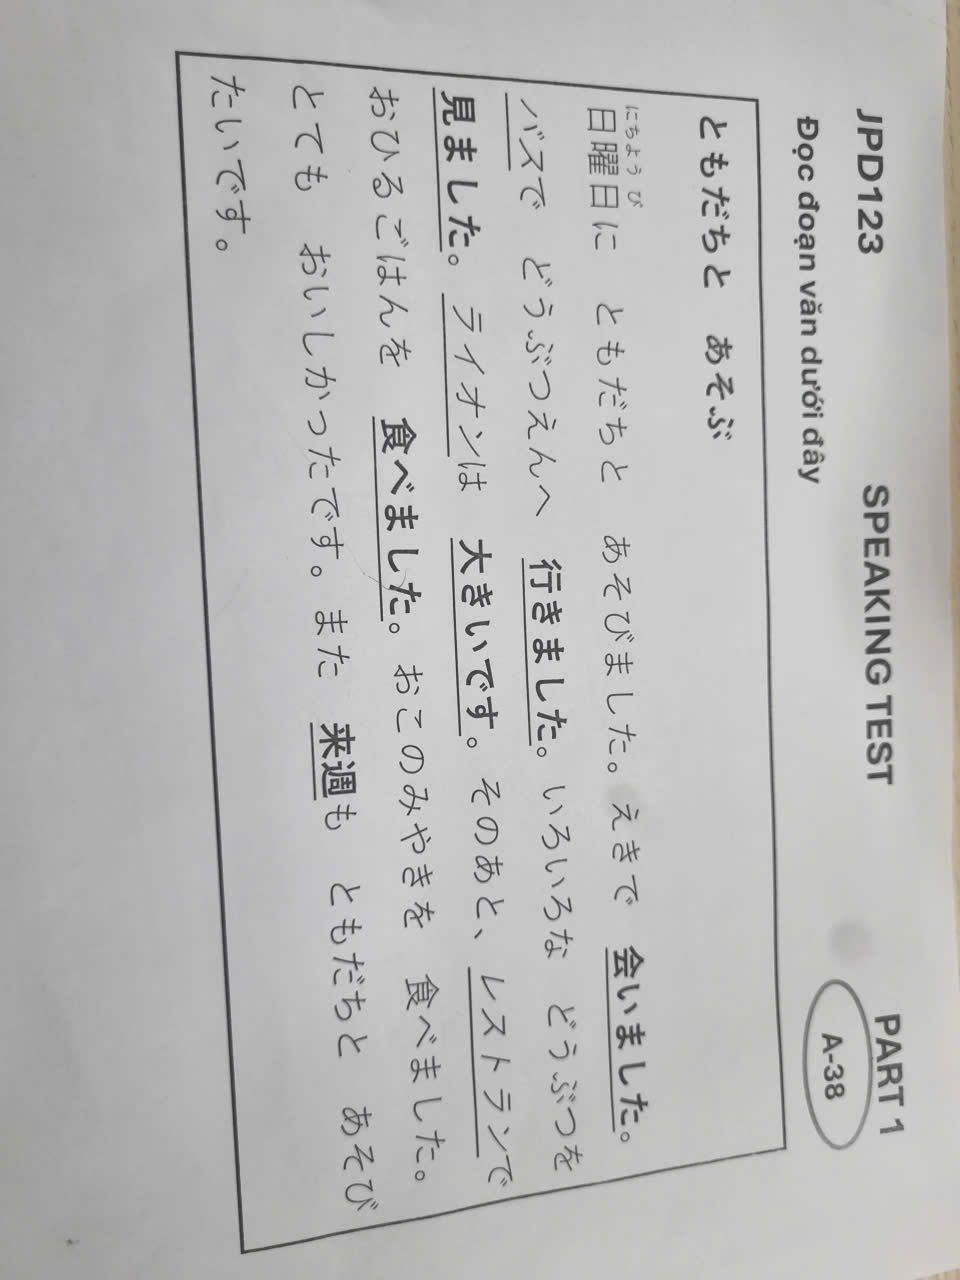 JPD123 SPEAKING TEST PART 1
Đọc đoạn văn dưới đây A-38
ともだちと あそぶ
にちようび
日曜日に ともだちと あそびました。えきで 会いました。
バスで どうぶつえんへ 行きました。いろいろな どうぶつを
見ました。ライオンは 大きいです。そのあと、レストランで
おひるごはんを 食べました。おこのみやきを 食べました。
とても おいしかったです。また 来週も ともだちと あそび
たいです。